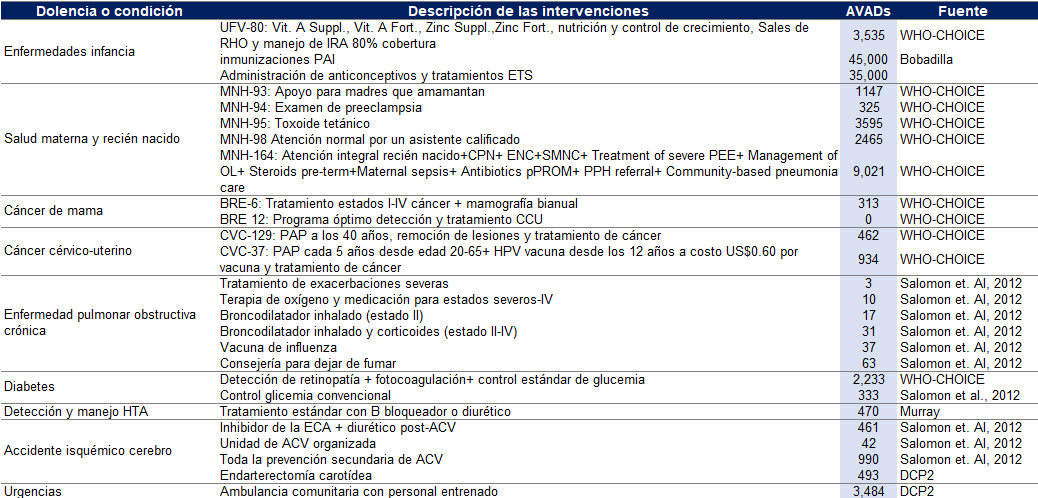 Dolencia o condición Descripción de las intervenciones AVADs Fuente
Enfermedades infancia
UFV-80: Vit. A Suppl., Vit. A Fort., Zinc Suppl.,Zinc Fort., nutrición y control de crecimiento, Sales de
RHO y manejo de IRA 80% cobertura 3,535 WHO-CHOICE
inmunizaciones PAI 45,000 Bobadilla
Administración de anticonceptivos y tratamientos ETS 35,000
Salud materna y recién nacido
MNH-93: Apoyo para madres que amamantan 1147 WHO-CHOICE
MNH-94: Examen de preeclampsia 325 WHO-CHOICE
MNH-95: Toxoide tetánico 3595 WHO-CHOICE
MNH-98 Atención normal por un asistente calificado 2465 WHO-CHOICE
MNH-164: Atención integral recién nacido+CPN+ ENC+SMNC+ Treatment of severe PEE+ Management of
OL+ Steroids pre-term+Maternal sepsis+ Antibiotics pPROM+ PPH referral+ Community-based pneumonia
care 9,021 WHO-CHOICE
Cáncer de mama
BRE-6: Tratamiento estados I-IV cáncer + mamografía bianual 313 WHO-CHOICE
BRE 12: Programa óptimo detección y tratamiento CCU 0 WHO-CHOICE
Cáncer cérvico-uterino
CVC-129: PAP a los 40 años, remoción de lesiones y tratamiento de cáncer 462 WHO-CHOICE
CVC-37: PAP cada 5 años desde edad 20-65+ HPV vacuna desde los 12 años a costo US$0.60 por
vacuna y tratamiento de cáncer 934 WHO-CHOICE
Enfermedad pulmonar obstructiva
crónica
Tratamiento de exacerbaciones severas 3 Salomon et. Al, 2012
Terapia de oxígeno y medicación para estados severos-IV 10 Salomon et. Al, 2012
Broncodilatador inhalado (estado II) 17 Salomon et. Al, 2012
Broncodilatador inhalado y corticoides (estado II-IV) 31 Salomon et. Al, 2012
Vacuna de influenza 37 Salomon et. Al, 2012
Consejería para dejar de fumar 63 Salomon et. Al, 2012
Diabetes
Detección de retinopatía + fotocoagulación+ control estándar de glucemia 2,233 WHO-CHOICE
Control glicemia convencional 333 Salomon et al., 2012
Detección y manejo HTA Tratamiento estándar con B bloqueador o diurético 470 Murray
Accidente isquémico cerebro
Inhibidor de la ECA + diurético post-ACV 461 Salomon et. Al, 2012
Unidad de ACV organizada 42 Salomon et. Al, 2012
Toda la prevención secundaria de ACV 990 Salomon et. Al, 2012
Endarterectomía carotídea 493 DCP2
Urgencias Ambulancia comunitaria con personal entrenado 3,484 DCP2